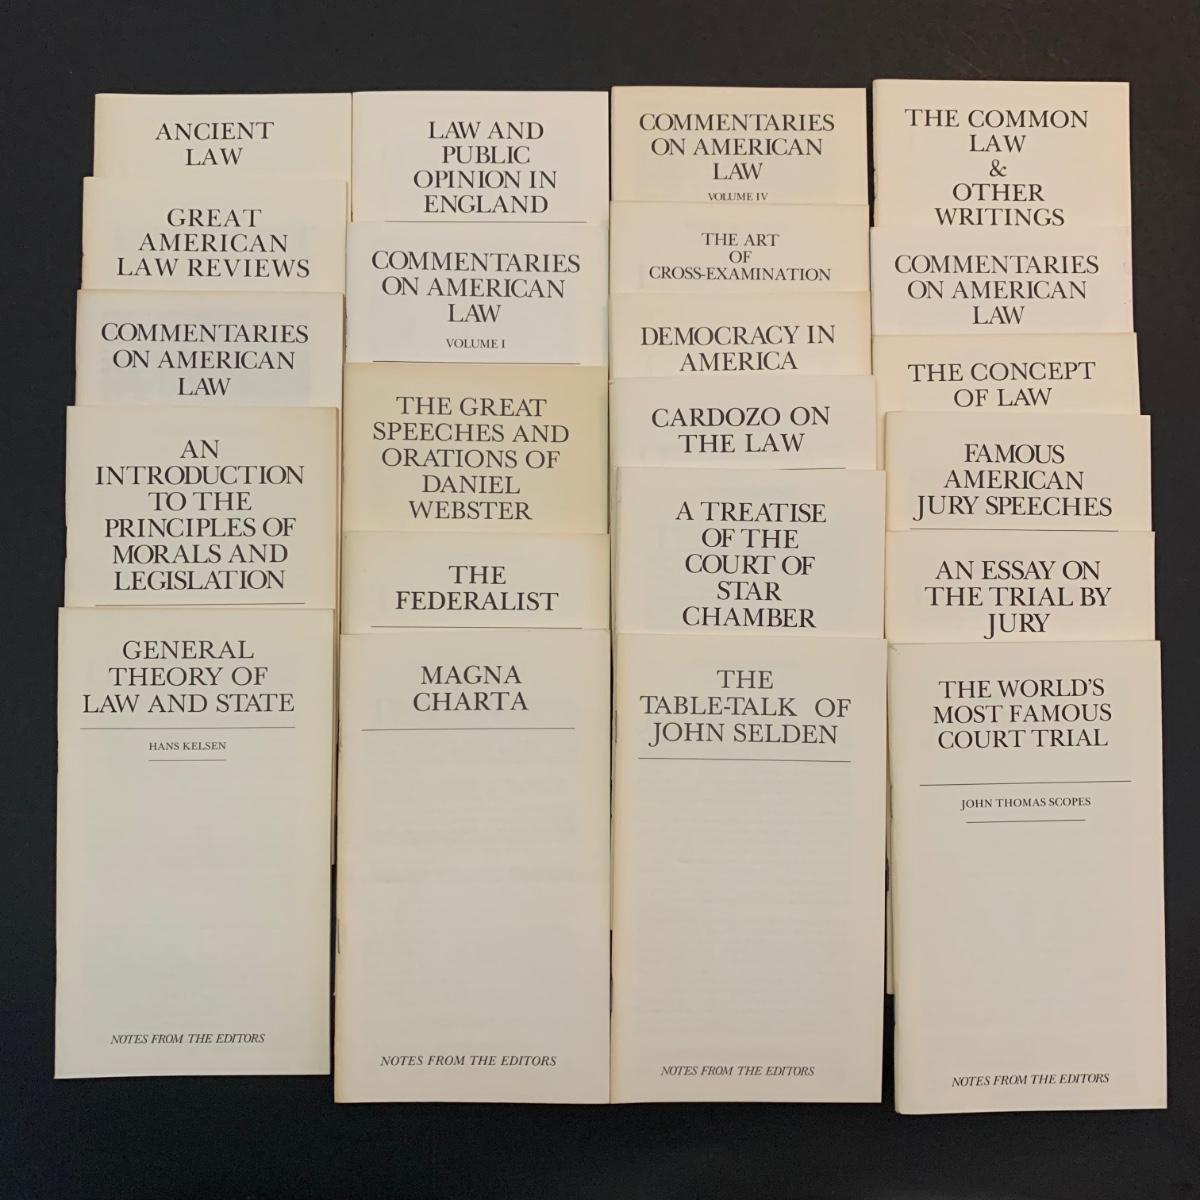 ANCIENT
LAW
GREAT
AMERICAN
LAW REVIEWS
COMMENTARIES
ON AMERICAN
LAW
AN
INTRODUCTION
TO THE
PRINCIPLES OF
MORALS AND
LEGISLATION
GENERAL
THEORY OF
LAW AND STATE
HANS KELSEN
NOTES FROM THE EDITORS
LAW AND
PUBLIC
OPINION IN
ENGLAND
COMMENTARIES
ON AMERICAN
LAW
VOLUME I
THE GREAT
SPEECHES AND
ORATIONS OF
DANIEL
WEBSTER
THE
FEDERALIST
MAGNA
CHARTA
NOTES FROM THE EDITORS
COMMENTARIES
ON AMERICAN
LAW
VOLUME IV
THE ART
OF
CROSS-EXAMINATION
DEMOCRACY IN
AMERICA
CARDOZO ON
THE LAW
A TREATISE
OF THE
COURT OF
STAR
CHAMBER
THE
TABLE-TALK OF
JOHN SELDEN
NOTES FROM THE EDITORS
THE COMMON
LAW
&
OTHER
WRITINGS
COMMENTARIES
ON AMERICAN
LAW
THE CONCEPT
OF LAW
FAMOUS
AMERICAN
JURY SPEECHES
AN ESSAY ON
THE TRIAL BY
JURY
THE WORLD'S
MOST FAMOUS
COURT TRIAL
JOHN THOMAS SCOPES
NOTES FROM THE EDITORS